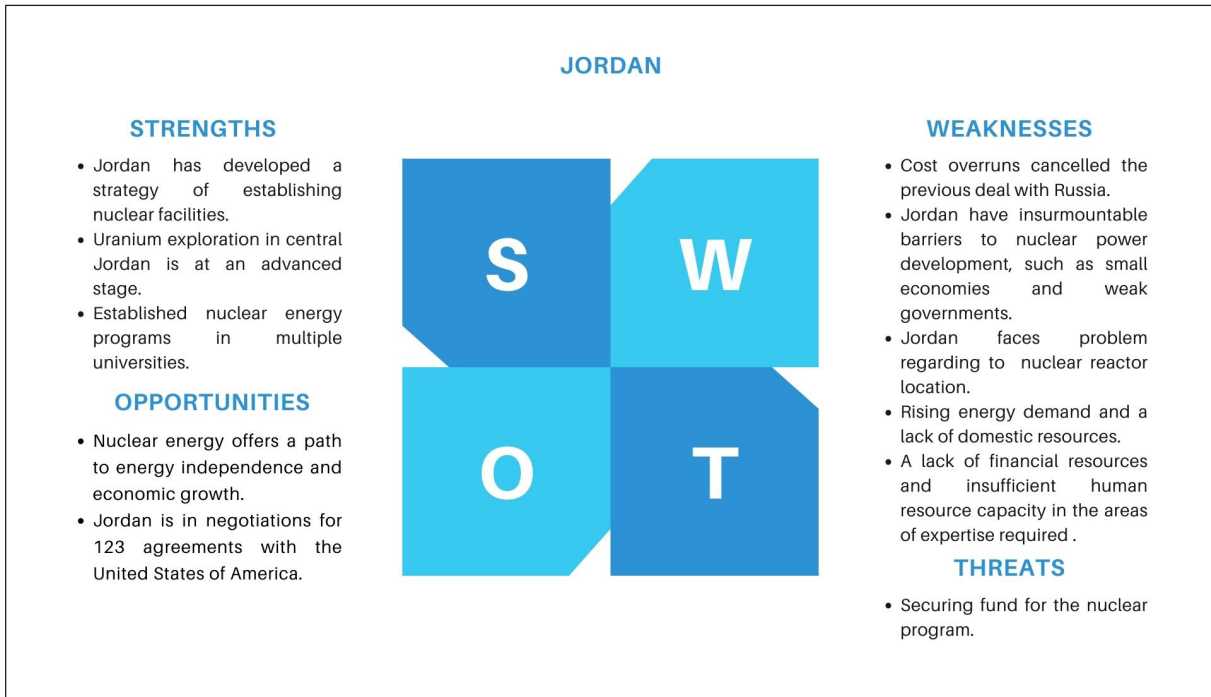 JORDAN
STRENGTHS
• Jordan has developed a
strategy of establishing
nuclear facilities.
• Uranium exploration in central
Jordan is at an advanced
stage.
• Established nuclear energy
programs in multiple
universities.
OPPORTUNITIES
• Nuclear energy offers a path
to energy independence and
economic growth.
• Jordan is in negotiations for
123 agreements with the
United States of America.
S
W
O
T
WEAKNESSES
• Cost overruns cancelled the
previous deal with Russia.
• Jordan have insurmountable
barriers to nuclear power
development, such as small
economies and weak
governments.
• Jordan faces problem
regarding to nuclear reactor
location.
• Rising energy demand and a
lack of domestic resources.
• A lack of financial resources
and insufficient human
resource capacity in the areas
of expertise required .
THREATS
• Securing fund for the nuclear
program.